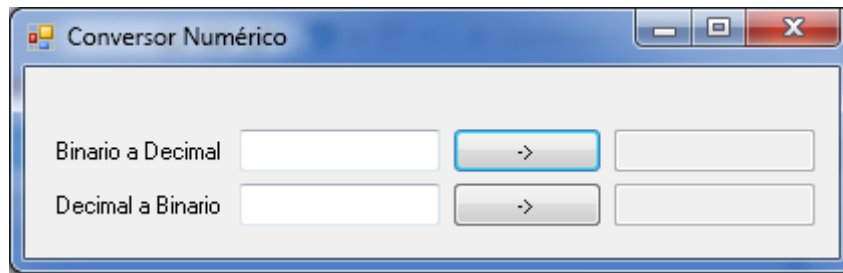 Conversor Numérico
Binario a Decimal ->
Decimal a Binario ->